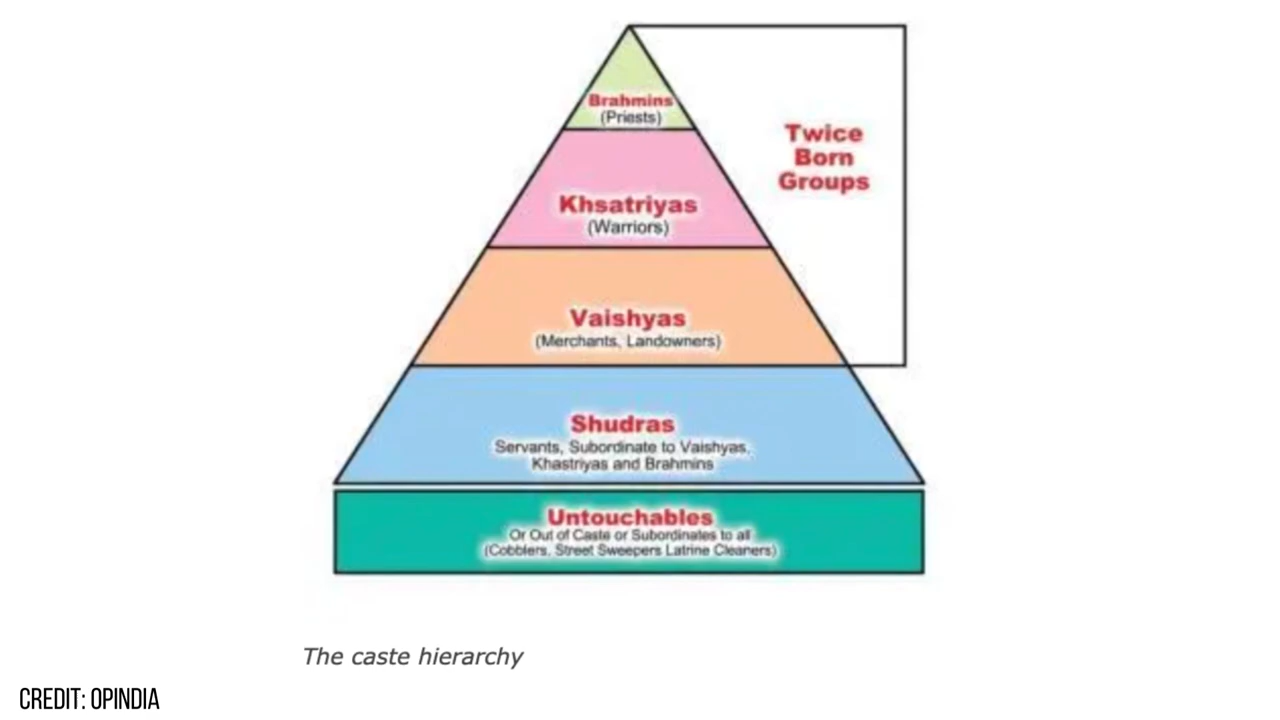 Brahmins
(Priests)
Twice
Born
Groups
Khsatriyas
(Warriors)
Vaishyas
(Merchants, Landowners)
Shudras
Servants, Subordinate to Vaishyas,
Khastriyas and Brahmins
Untouchables
Or Out of Caste or Subordinates to all
(Cobblers, Street Sweepers Latrine Cleaners)
The caste hierarchy
CREDIT: OPINDIA